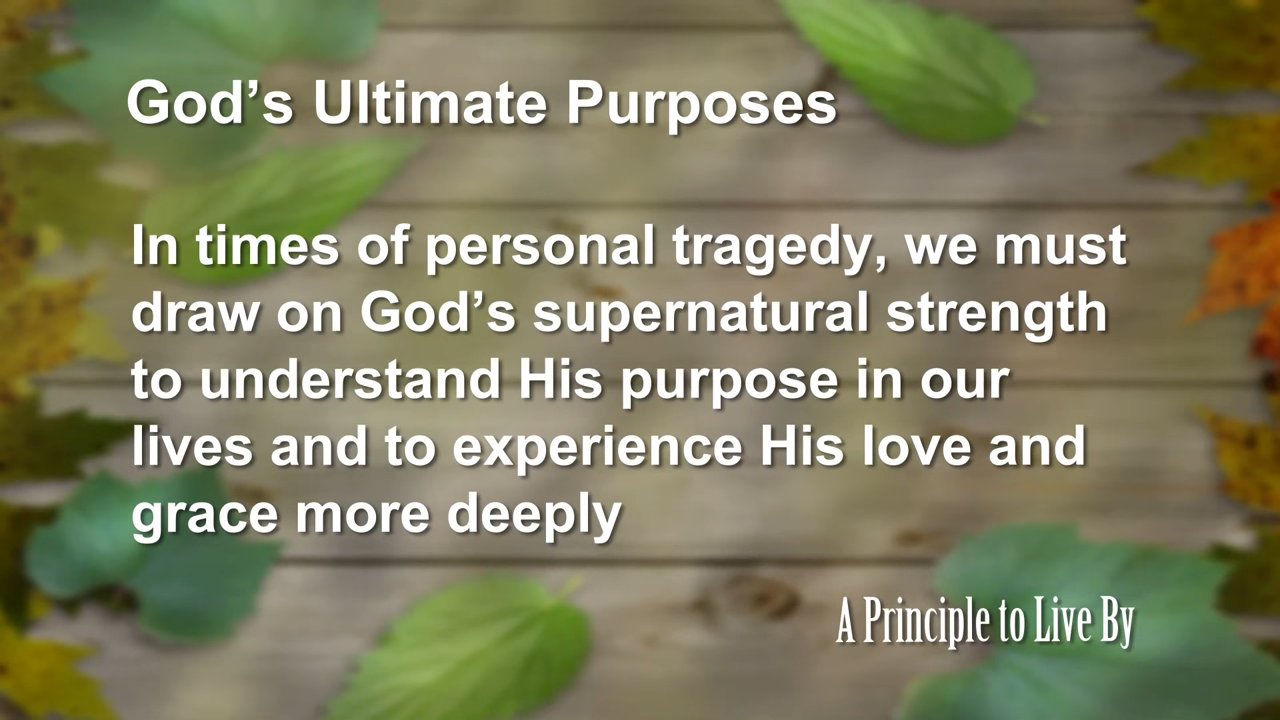 God’s Ultimate Purposes
In times of personal tragedy, we must
draw on God’s supernatural strength
to understand His purpose in our
lives and to experience His love and
grace more deeply
A Principle to Live By